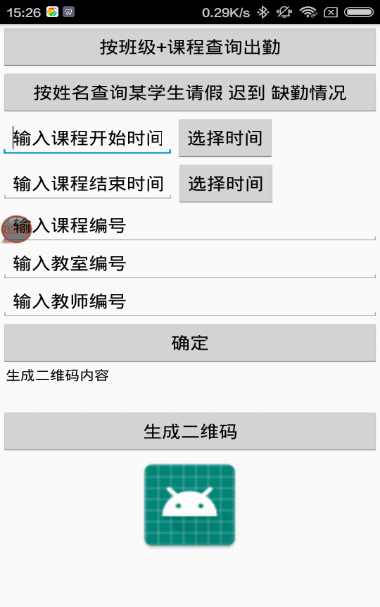 15:26 0.29K/s
按班级+课程查询出勤
按姓名查询某学生请假 迟到 缺勤情况
输入课程开始时间 选择时间
输入课程结束时间 选择时间
输入课程编号
输入教室编号
输入教师编号
确定
生成二维码内容
生成二维码